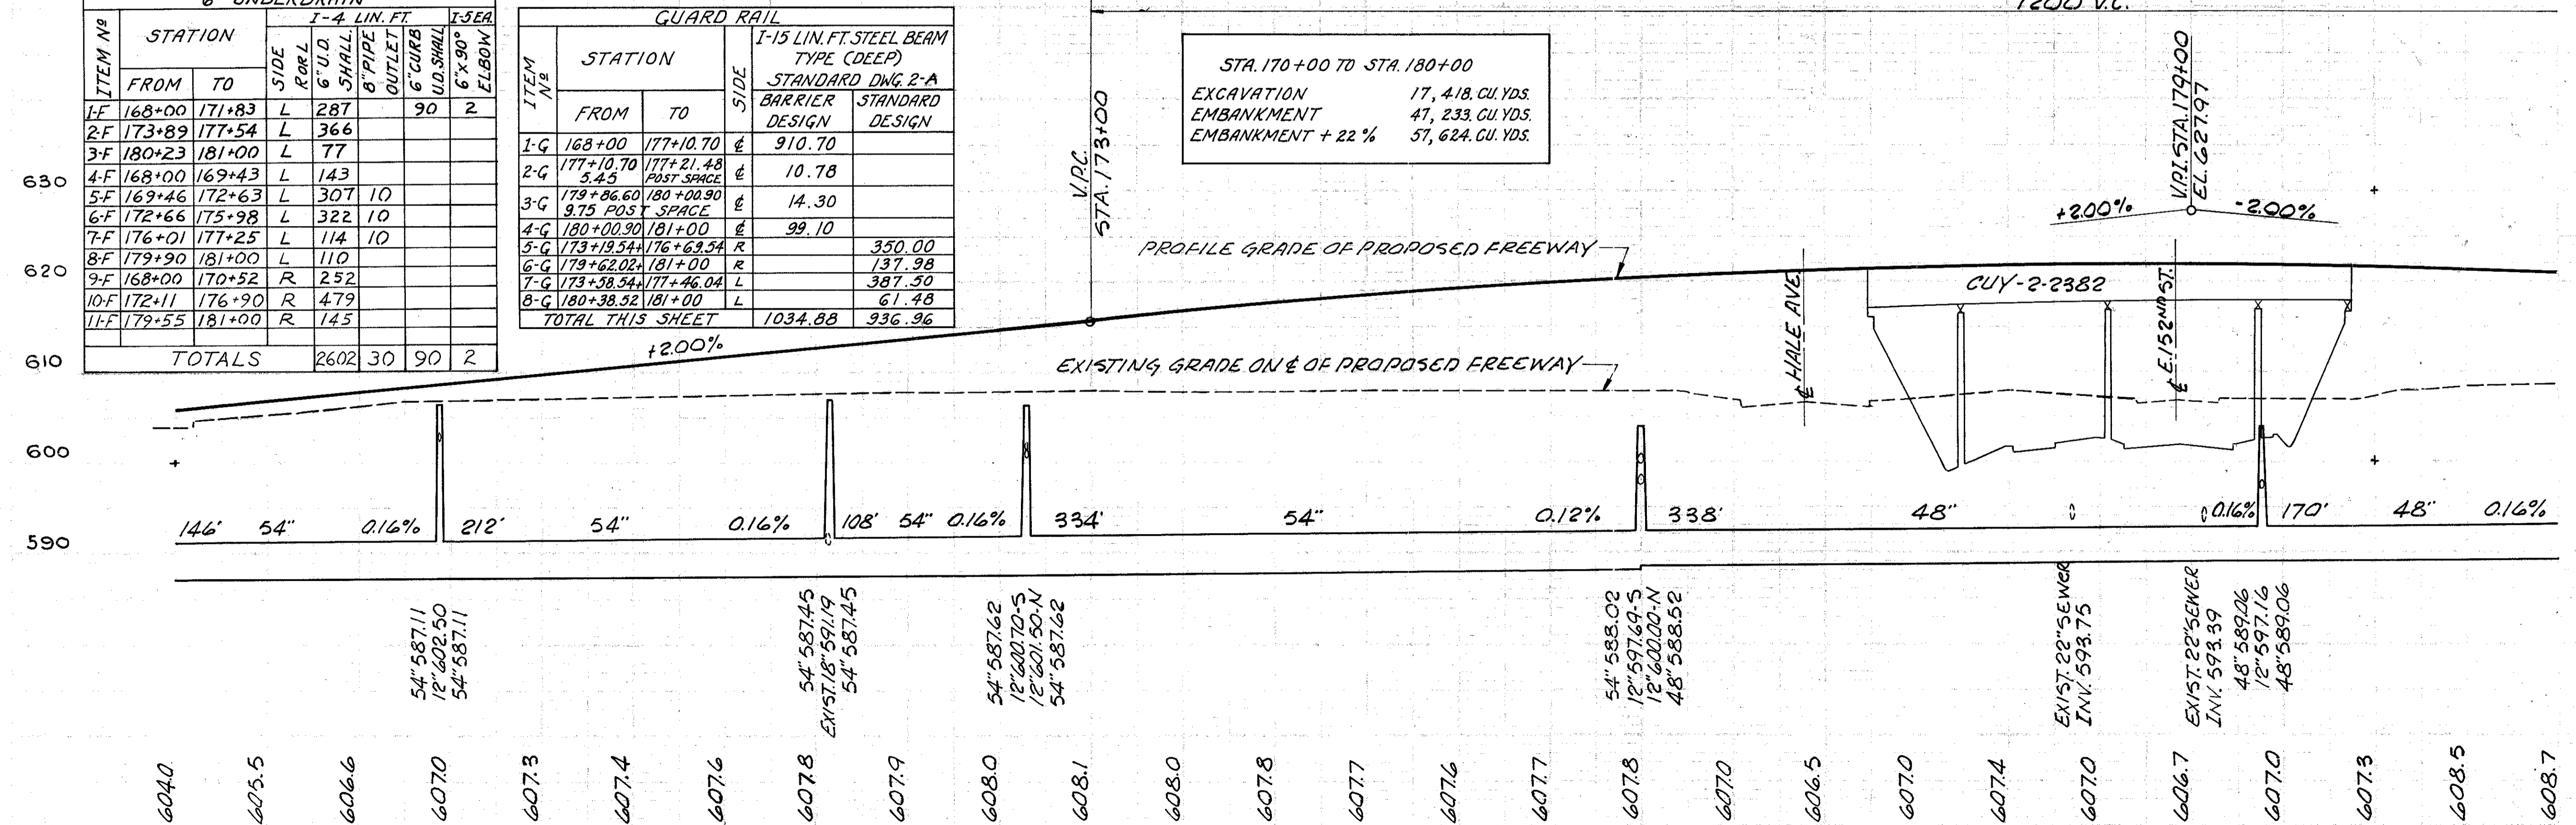 6" UNDERDRAIN
ITEM Nº STATION SIDE R OR L I-4 LIN. FT. I-5 EA.
FROM TO 6" U.D. SHALL. 8" PIPE OUTLET 6" CURB U.D. SHALL 6"x90° ELBOW
1-F 168+00 171+83 L 287 90 2
2-F 173+89 177+54 L 366
3-F 180+23 181+00 L 77
4-F 168+00 169+43 L 143
5-F 169+46 172+63 L 307 10
6-F 172+66 175+98 L 322 10
7-F 176+01 177+25 L 114 10
8-F 179+90 181+00 L 110
9-F 168+00 170+52 R 252
10-F 172+11 176+90 R 479
11-F 179+55 181+00 R 145
TOTALS 2602 30 90 2
GUARD RAIL
ITEM Nº STATION SIDE I-15 LIN. FT. STEEL BEAM
TYPE (DEEP)
STANDARD DWG. 2-A
FROM TO BARRIER DESIGN STANDARD DESIGN
1-G 168+00 177+10.70 ₵ 910.70
2-G 177+10.70 177+21.48 ₵ 10.78
5.45 POST SPACE
3-G 179+86.60 180+00.90 ₵ 14.30
9.75 POST SPACE
4-G 180+00.90 181+00 ₵ 99.10
5-G 173+19.54± 176+69.54 R 350.00
6-G 179+62.02± 181+00 R 137.98
7-G 173+58.54± 177+46.04 L 387.50
8-G 180+38.52 181+00 L 61.48
TOTAL THIS SHEET 1034.88 936.96
1200' V.C.
STA. 170+00 TO STA. 180+00
EXCAVATION 17,418. CU. YDS.
EMBANKMENT 47,233. CU. YDS.
EMBANKMENT + 22% 57,624. CU. YDS.
V.P.C.
STA. 173+00
V.P.I. STA. 179+00
EL. 627.97
+2.00% -2.00%
630
620
610
600
590
PROFILE GRADE OF PROPOSED FREEWAY
+2.00%
EXISTING GRADE ON ₵ OF PROPOSED FREEWAY
₵ HALE AVE.
CUY-2-2382
₵ E. 152ND ST.
146' 54" 0.16% 212' 54" 0.16% 108' 54" 0.16% 334' 54" 0.12% 338' 48" 0.16% 170' 48" 0.16%
54" 587.11
12" 602.50
54" 587.11
54" 587.45
EXIST. 18" 591.19
54" 587.45
54" 587.62
12" 600.70-S
12" 601.50-N
54" 587.62
54" 588.02
12" 597.69-S
12" 600.00-N
48" 588.52
EXIST. 22" SEWER
INV. 593.75
EXIST. 22" SEWER
INV. 593.39
48" 589.06
12" 597.16
48" 589.06
604.0 605.5 606.6 607.0 607.3 607.4 607.6 607.8 607.9 608.0 608.1 608.0 607.8 607.7 607.6 607.7 607.8 607.0 606.5 607.0 607.4 607.0 606.7 607.0 607.3 608.5 608.7